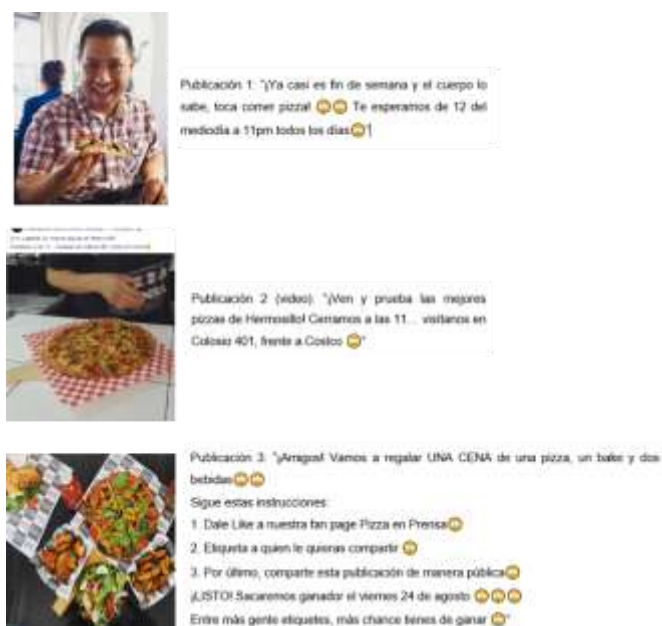 Publicación 1: "¡Ya casi es fin de semana y el cuerpo lo
sabe, toca comer pizza! Te esperamos de 12 del
mediodía a 11pm todos los días
Publicación 2 (video): "¡Ven y prueba las mejores
pizzas de Hermosillo! Cerramos a las 11... visítanos en
Colosio 401, frente a Costco "
Publicación 3: "¡Amigos! Vamos a regalar UNA CENA de una pizza, un bake y dos
bebidas
Sigue estas instrucciones:
1. Dale Like a nuestra fan page Pizza en Prensa
2. Etiqueta a quien le quieras compartir
3. Por último, comparte esta publicación de manera pública
¡LISTO! Sacaremos ganador el viernes 24 de agosto
Entre más gente etiquetes, más chance tienes de ganar "